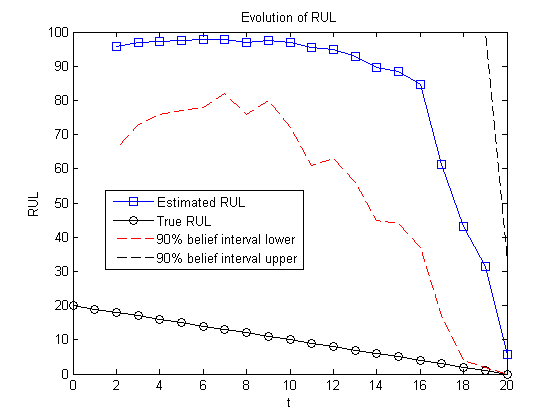 Evolution of RUL
100
90
80
70
60
50
40
30
20
10
0
RUL
Estimated RUL
True RUL
90% belief interval lower
90% belief interval upper
0 2 4 6 8 10 12 14 16 18 20
t